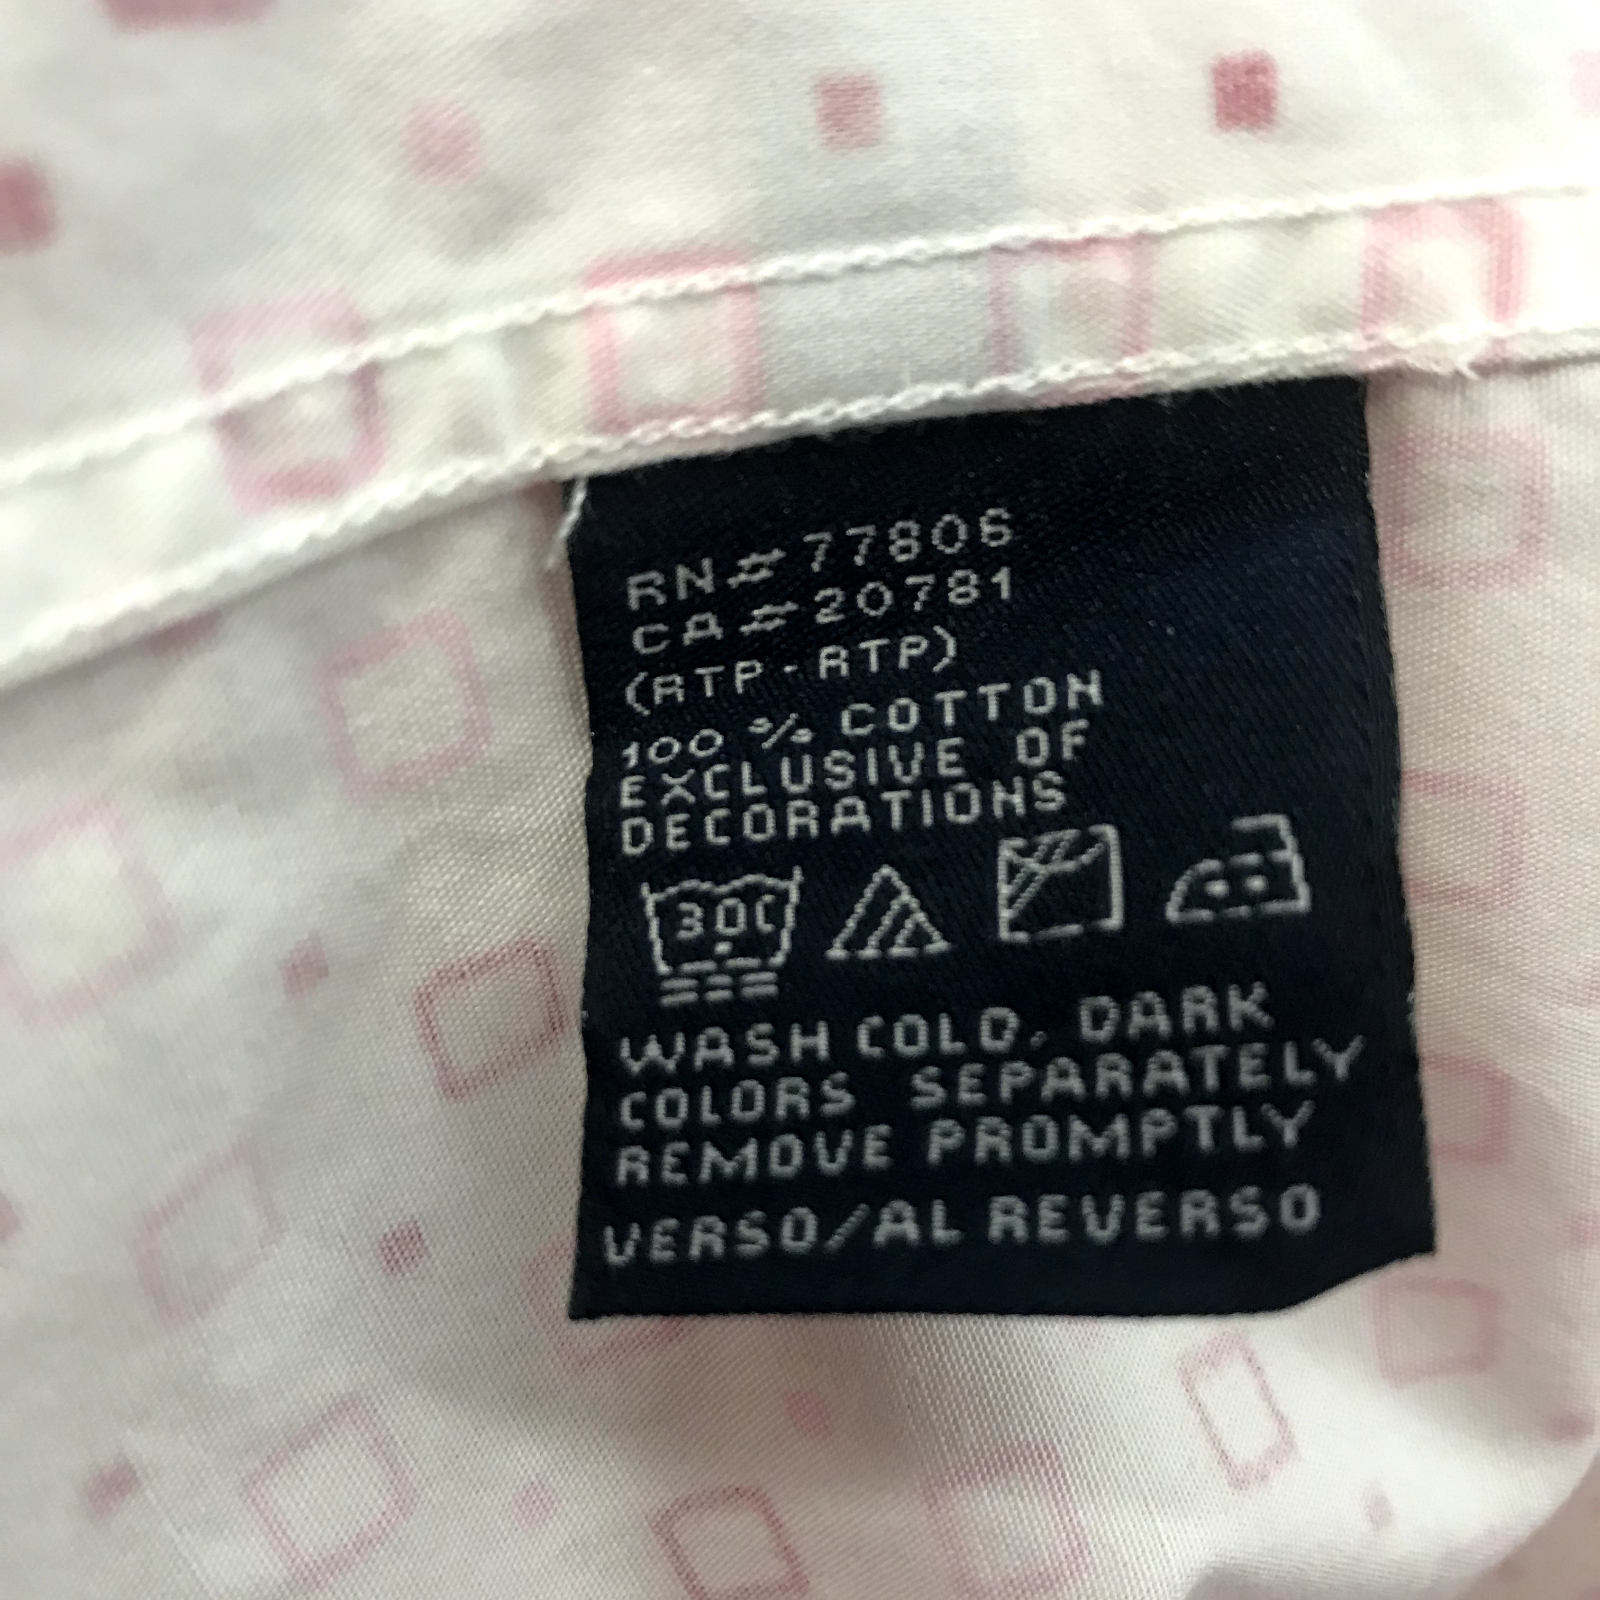 RN#77806
CA#20781
(RTP-RTP)
100 % COTTON
EXCLUSIVE OF
DECORATIONS
30C
WASH COLD. DARK
COLORS SEPARATELY
REMOVE PROMPTLY
VERSO/AL REVERSO